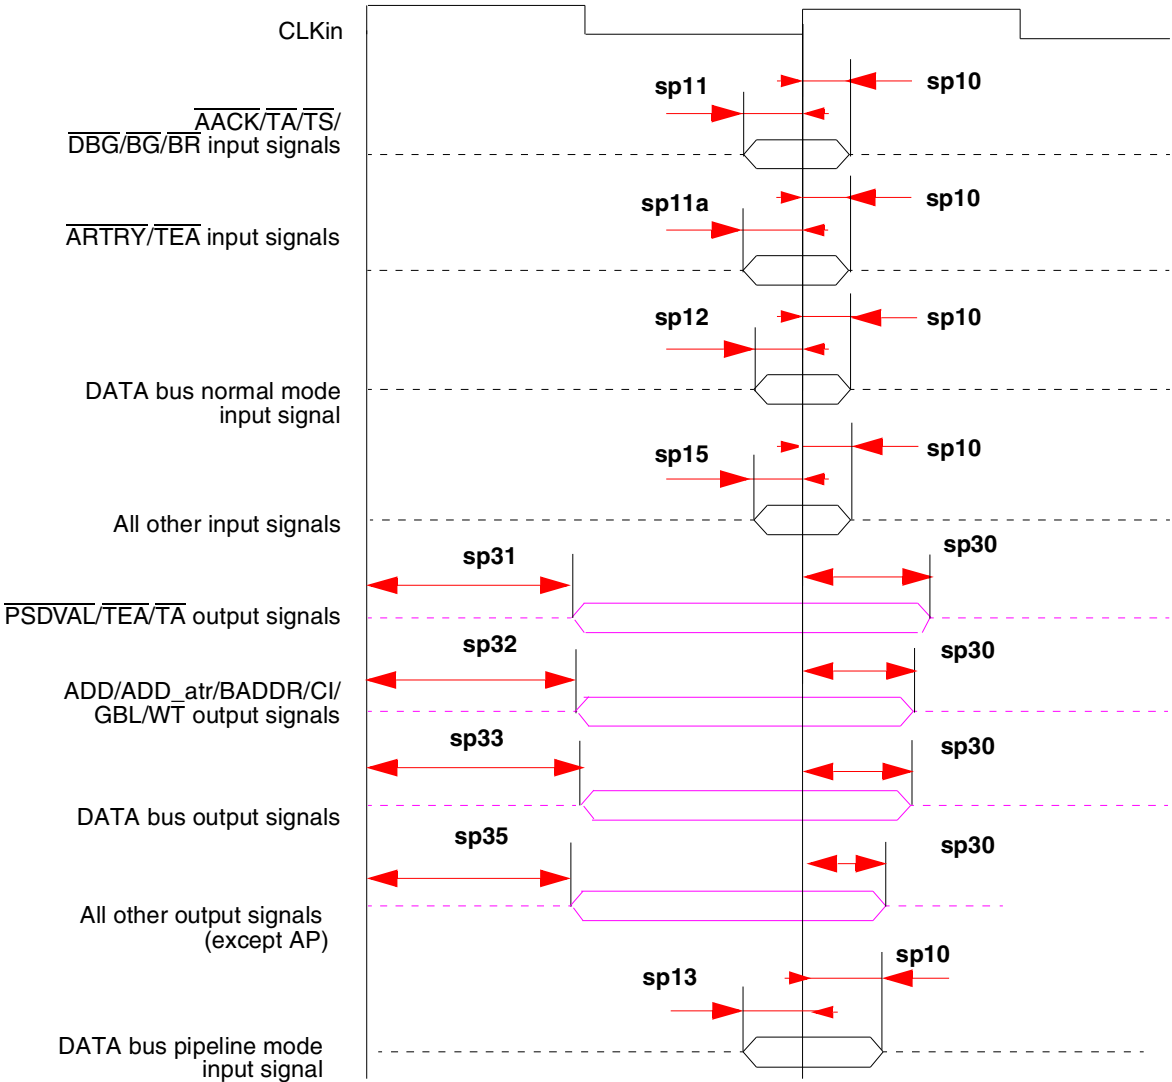 CLKin
sp10
sp11
AACK/TA/TS/
DBG/BG/BR input signals
sp10
sp11a
ARTRY/TEA input signals
sp10
sp12
DATA bus normal mode
input signal
sp10
sp15
All other input signals
sp31
sp30
PSDVAL/TEA/TA output signals
sp32
sp30
ADD/ADD_atr/BADDR/CI/
GBL/WT output signals
sp33
sp30
DATA bus output signals
sp35
sp30
All other output signals
(except AP)
sp10
sp13
DATA bus pipeline mode
input signal